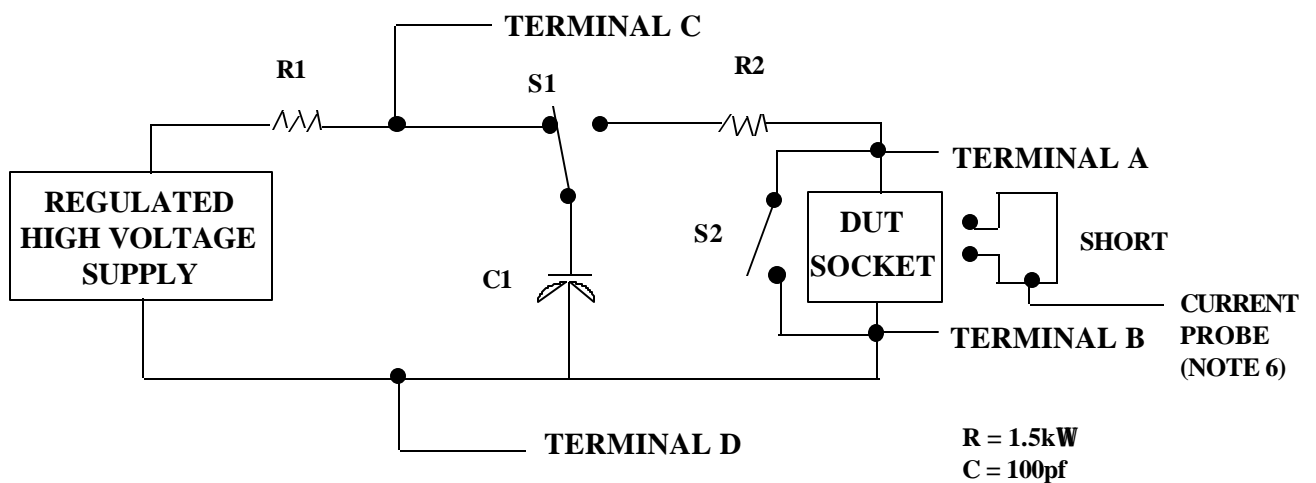 TERMINAL C
R1
S1
R2
TERMINAL A
REGULATED
HIGH VOLTAGE
SUPPLY
S2
DUT
SOCKET
SHORT
C1
CURRENT
PROBE
(NOTE 6)
TERMINAL B
TERMINAL D
R = 1.5kW
C = 100pf